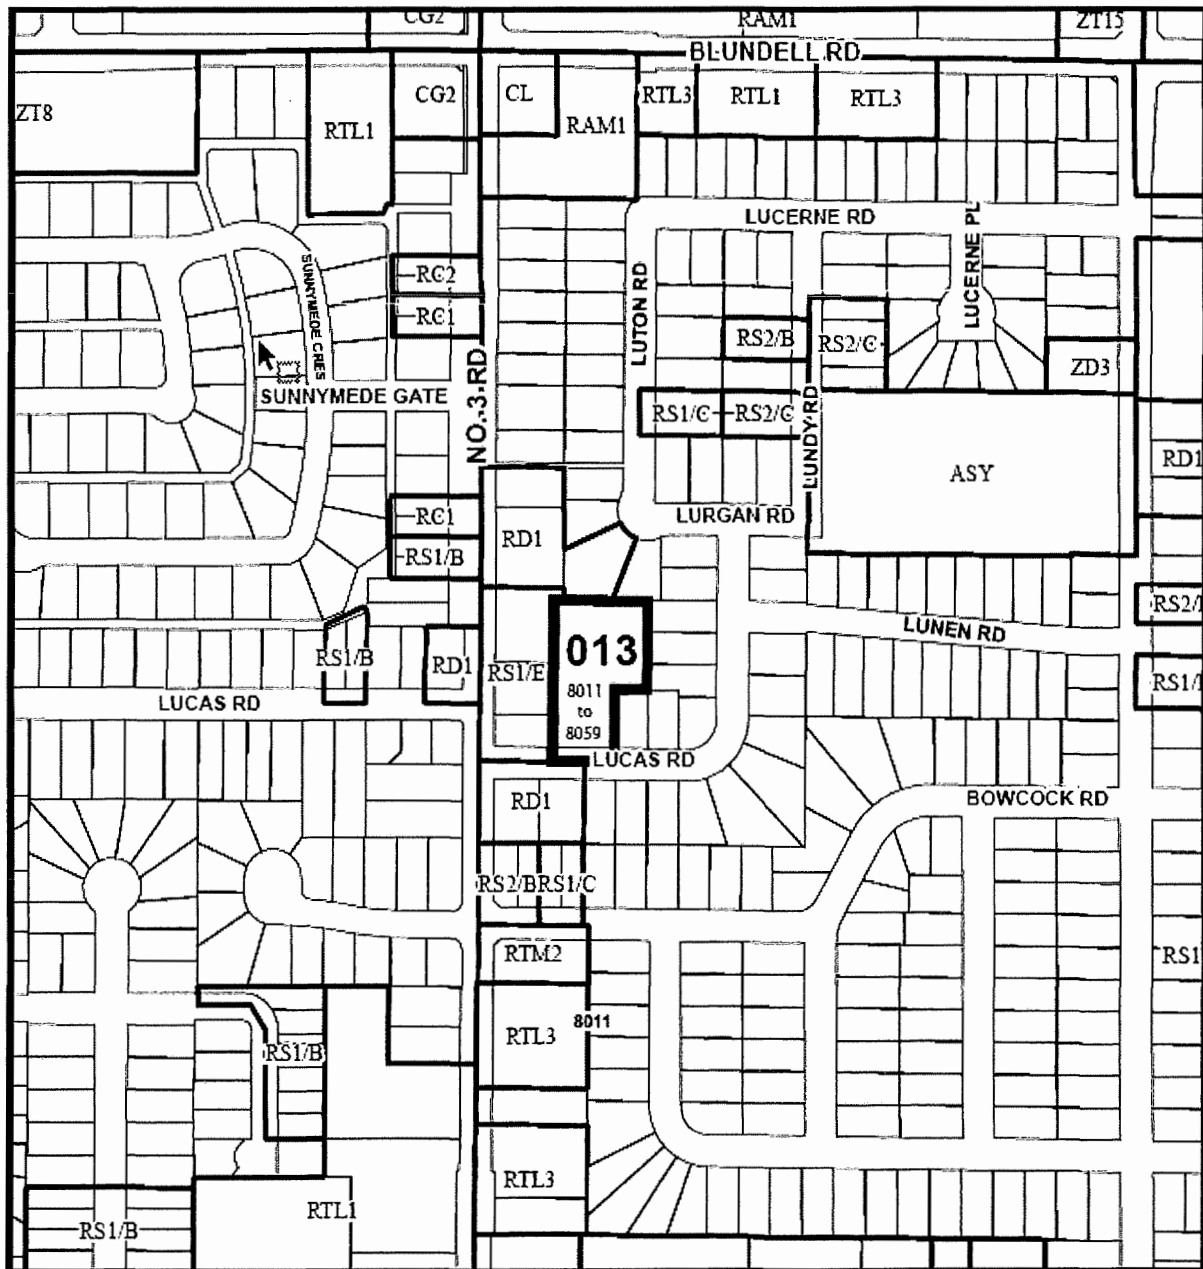 CG2
RAM1
ZT15
BLUNDELL RD
ZT8
RTL1
CG2
CL
RAM1
RTL3
RTL1
RTL3
LUCERNE RD
LUCERNE PL
SUNNYMEDE CRES
RC2
RC1
LUTON RD
RS2/B
RS2/C
ZD3
SUNNYMEDE GATE
NO. 3 RD
RS1/C
RS2/C
LUNDY RD
ASY
RD1
RC1
RS1/B
RD1
LURGAN RD
RS2/
LUNEN RD
013
RS1/B
RD1
RS1/E
8011
to
8059
RS1/
LUCAS RD
LUCAS RD
RD1
BOWCOCK RD
RS2/B
RS1/C
RTM2
RS1
8011
RTL3
RS1/B
RTL3
RTL1
RS1/B